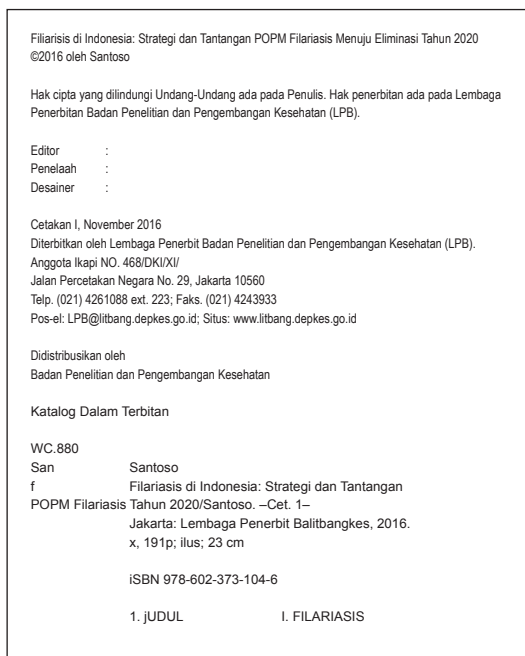 Filiarisis di Indonesia: Strategi dan Tantangan POPM Filariasis Menuju Eliminasi Tahun 2020
©2016 oleh Santoso
Hak cipta yang dilindungi Undang-Undang ada pada Penulis. Hak penerbitan ada pada Lembaga
Penerbitan Badan Penelitian dan Pengembangan Kesehatan (LPB).
Editor :
Penelaah :
Desainer :
Cetakan I, November 2016
Diterbitkan oleh Lembaga Penerbit Badan Penelitian dan Pengembangan Kesehatan (LPB).
Anggota Ikapi NO. 468/DKI/XI/
Jalan Percetakan Negara No. 29, Jakarta 10560
Telp. (021) 4261088 ext. 223; Faks. (021) 4243933
Pos-el: LPB@litbang.depkes.go.id; Situs: www.litbang.depkes.go.id
Didistribusikan oleh
Badan Penelitian dan Pengembangan Kesehatan
Katalog Dalam Terbitan
WC.880
San Santoso
f Filariasis di Indonesia: Strategi dan Tantangan
POPM Filariasis Tahun 2020/Santoso. –Cet. 1–
Jakarta: Lembaga Penerbit Balitbangkes, 2016.
x, 191p; ilus; 23 cm
iSBN 978-602-373-104-6
1. jUDUL I. FILARIASIS